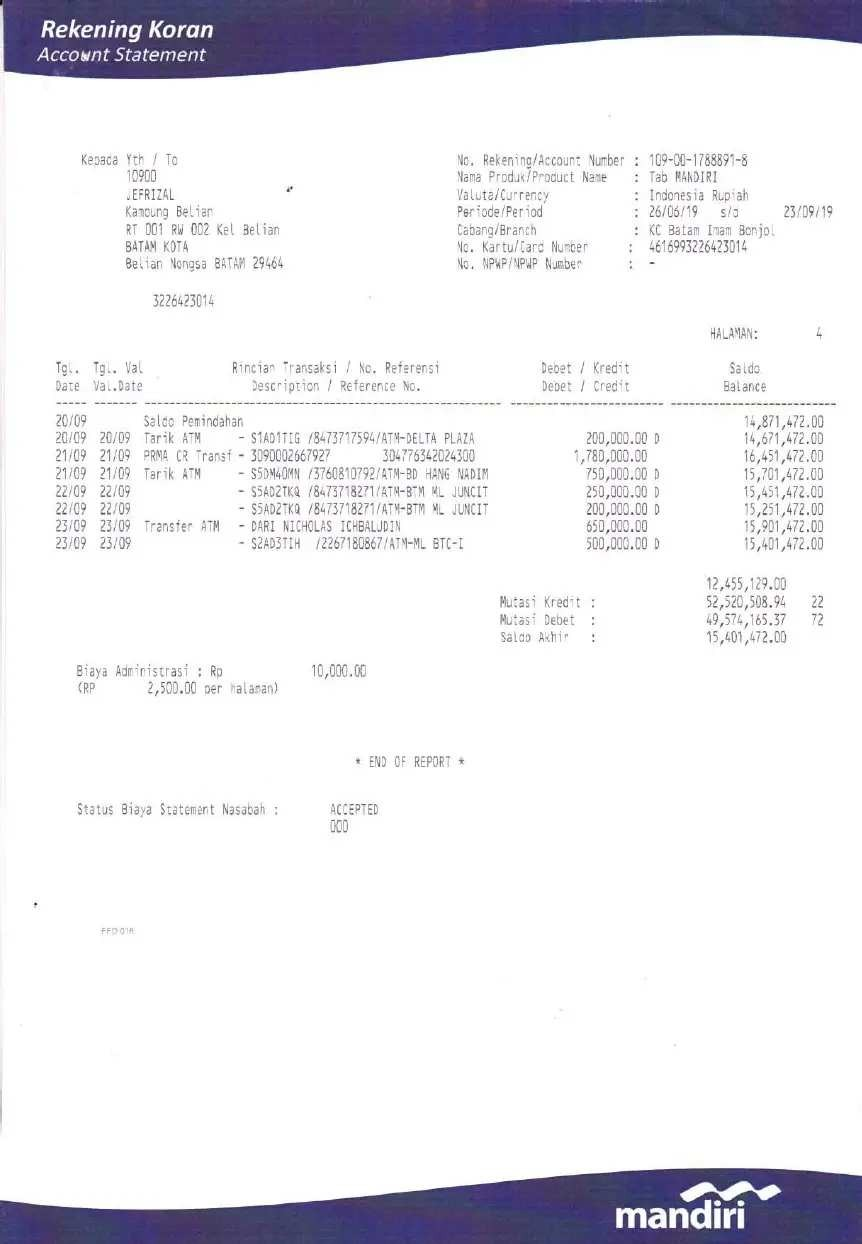 Rekening Koran
Account Statement
Kepada Yth / To
10900
JEFRIZAL
Kampung Belian
RT 001 RW 002 Kel Belian
BATAM KOTA
Belian Nongsa BATAM 29464
3226423014
No. Rekening/Account Number : 109-00-1788891-8
Nama Produk/Product Name : Tab MANDIRI
Valuta/Currency : Indonesia Rupiah
Periode/Period : 26/06/19 s/d 23/09/19
Cabang/Branch : KC Batam Imam Bonjol
No. Kartu/Card Number : 4616993226423014
No. NPWP/NPWP Number : -
HALAMAN: 4
Tgl. Tgl. Val Rincian Transaksi / No. Referensi Debet / Kredit Saldo
Date Val.Date Description / Reference No. Debet / Credit Balance
20/09 Saldo Pemindahan 14,871,472.00
20/09 20/09 Tarik ATM - S1AD1TIG /8473717594/ATM-DELTA PLAZA 200,000.00 D 14,671,472.00
21/09 21/09 PRMA CR Transf - 3090002667927 304776342024300 1,780,000.00 16,451,472.00
21/09 21/09 Tarik ATM - S5DM40MN /3760810792/ATM-BD HANG NADIM 750,000.00 D 15,701,472.00
22/09 22/09 - S5AD2TKQ /8473718271/ATM-BTM ML JUNCIT 250,000.00 D 15,451,472.00
22/09 22/09 - S5AD2TKQ /8473718271/ATM-BTM ML JUNCIT 200,000.00 D 15,251,472.00
23/09 23/09 Transfer ATM - DARI NICHOLAS ICHBALUDIN 650,000.00 15,901,472.00
23/09 23/09 - S2AD3TIH /2267180867/ATM-ML BTC-I 500,000.00 D 15,401,472.00
12,455,129.00
Mutasi Kredit : 52,520,508.94 22
Mutasi Debet : 49,574,165.37 72
Saldo Akhir : 15,401,472.00
Biaya Administrasi : Rp 10,000.00
(RP 2,500.00 per halaman)
* END OF REPORT *
Status Biaya Statement Nasabah : ACCEPTED
000
mandiri